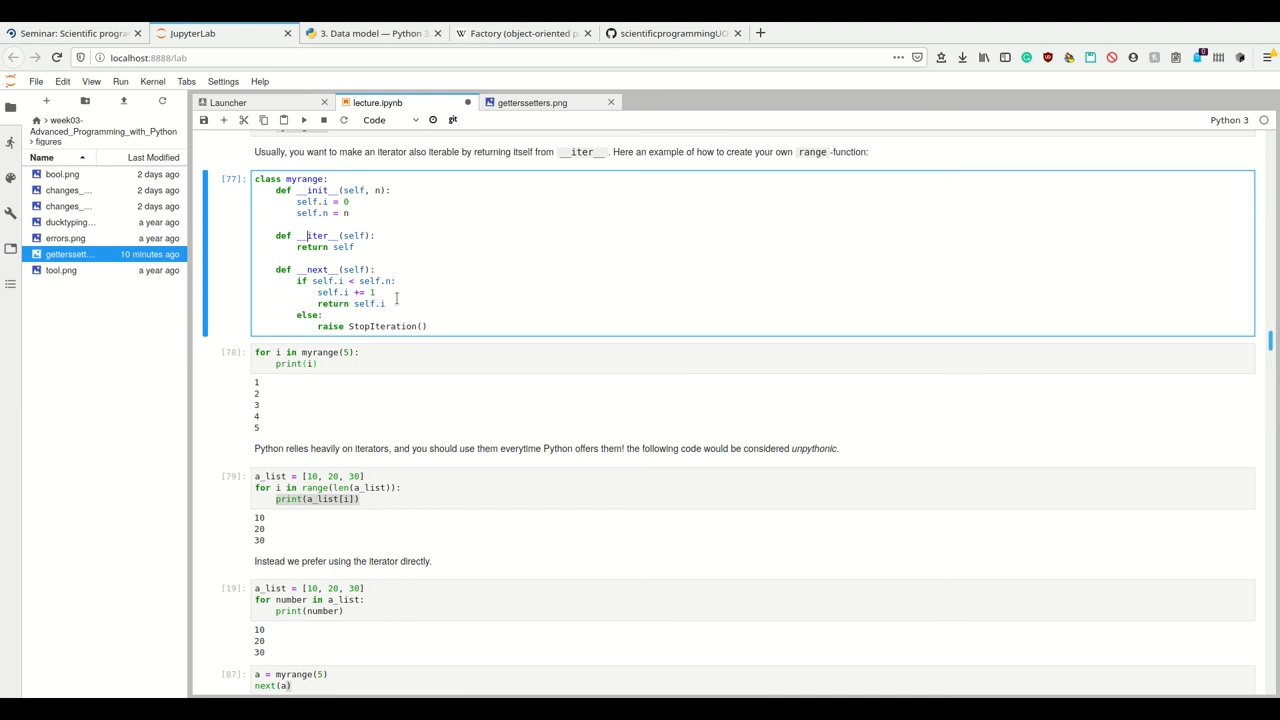 Seminar: Scientific progra
JupyterLab
3. Data model — Python 3
Factory (object-oriented p
scientificprogrammingUO
localhost:8888/lab
File Edit View Run Kernel Tabs Settings Help
Launcher
lecture.ipynb
getterssetters.png
Code
git
Python 3
week03-
Advanced_Programming_with_Python
figures
Name Last Modified
bool.png 2 days ago
changes_... 2 days ago
changes_... 2 days ago
ducktyping... a year ago
errors.png a year ago
getterssett... 10 minutes ago
tool.png a year ago
Usually, you want to make an iterator also iterable by returning itself from __iter__. Here an example of how to create your own range-function:
[77]: class myrange:
    def __init__(self, n):
        self.i = 0
        self.n = n
    def __iter__(self):
        return self
    def __next__(self):
        if self.i < self.n:
            self.i += 1
            return self.i
        else:
            raise StopIteration()
[78]: for i in myrange(5):
    print(i)
1
2
3
4
5
Python relies heavily on iterators, and you should use them everytime Python offers them! the following code would be considered unpythonic.
[79]: a_list = [10, 20, 30]
for i in range(len(a_list)):
    print(a_list[i])
10
20
30
Instead we prefer using the iterator directly.
[19]: a_list = [10, 20, 30]
for number in a_list:
    print(number)
10
20
30
[87]: a = myrange(5)
next(a)